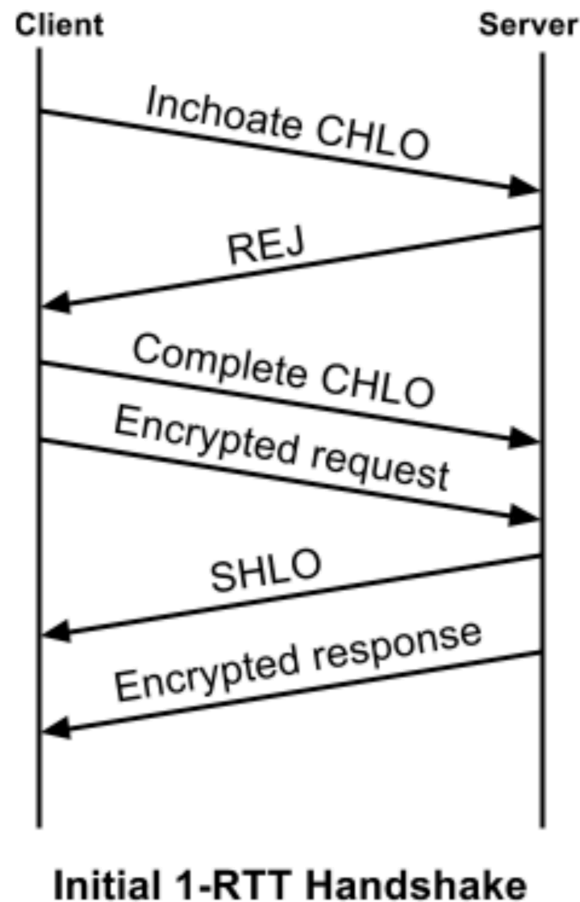 Client
Server
Inchoate CHLO
REJ
Complete CHLO
Encrypted request
SHLO
Encrypted response
Initial 1-RTT Handshake